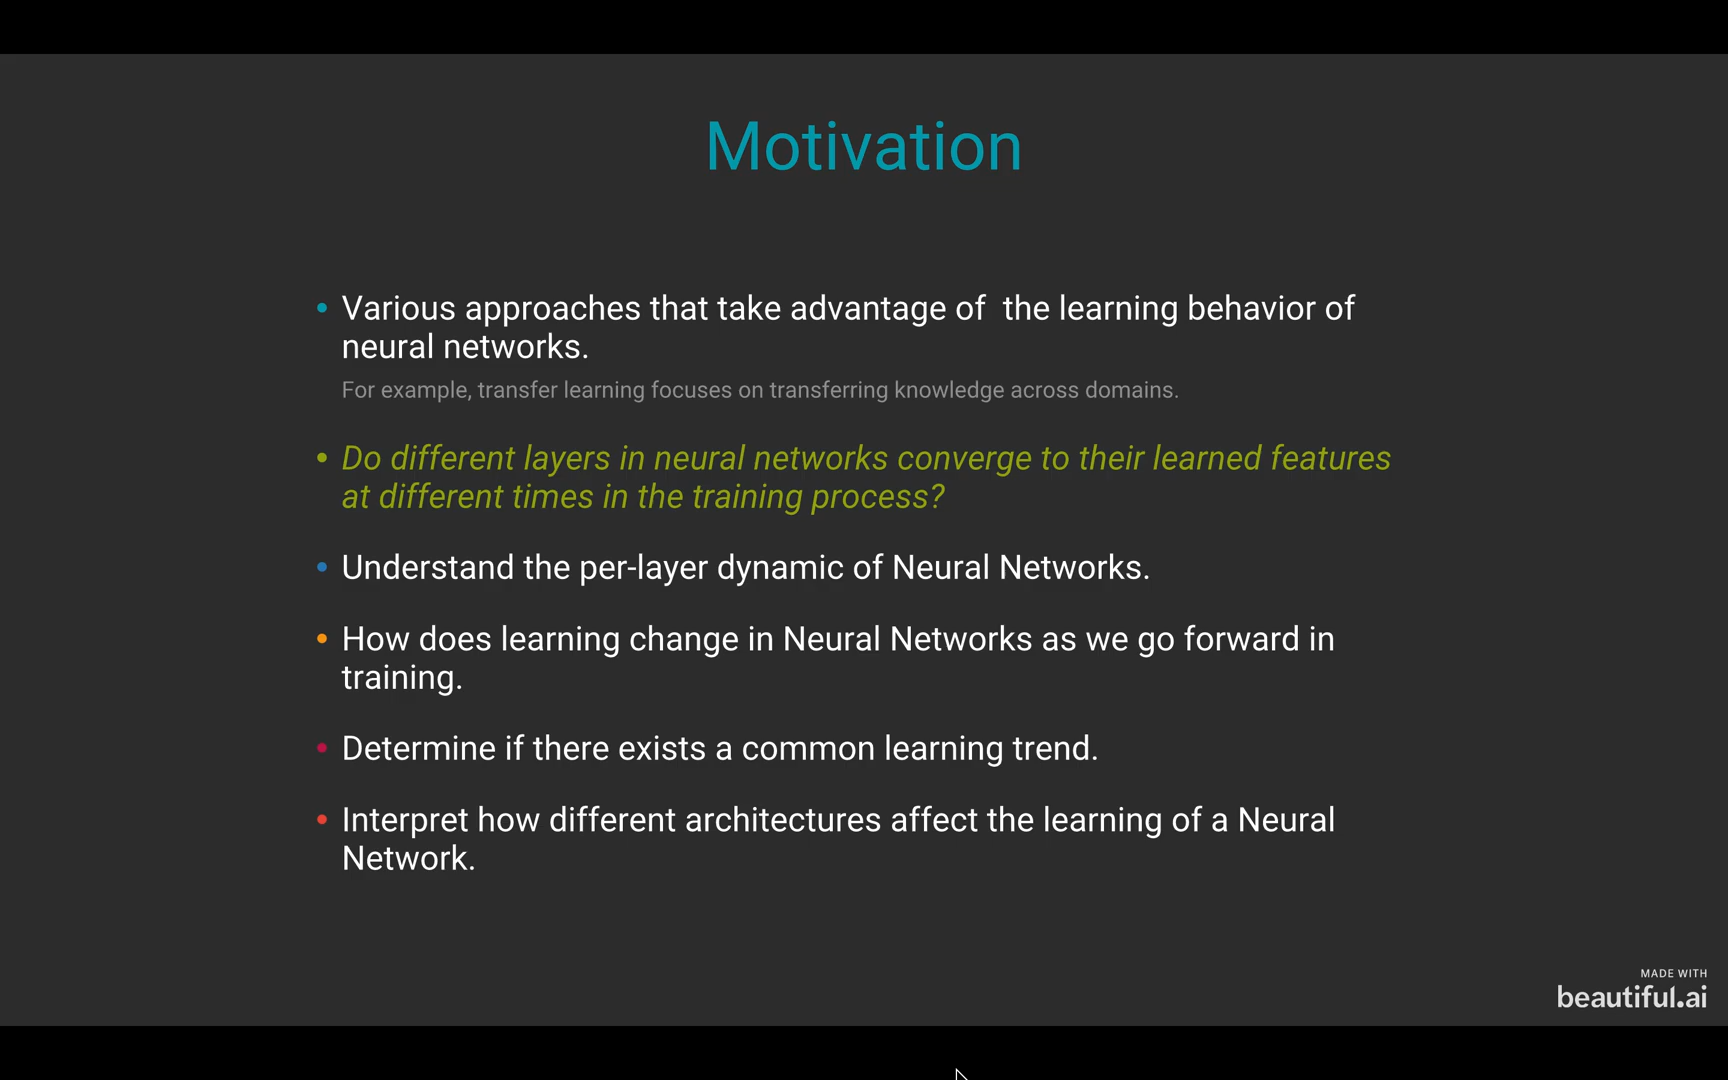 Motivation
• Various approaches that take advantage of  the learning behavior of
neural networks.
For example, transfer learning focuses on transferring knowledge across domains.
• Do different layers in neural networks converge to their learned features
at different times in the training process?
• Understand the per-layer dynamic of Neural Networks.
• How does learning change in Neural Networks as we go forward in
training.
• Determine if there exists a common learning trend.
• Interpret how different architectures affect the learning of a Neural
Network.
MADE WITH
beautiful.ai